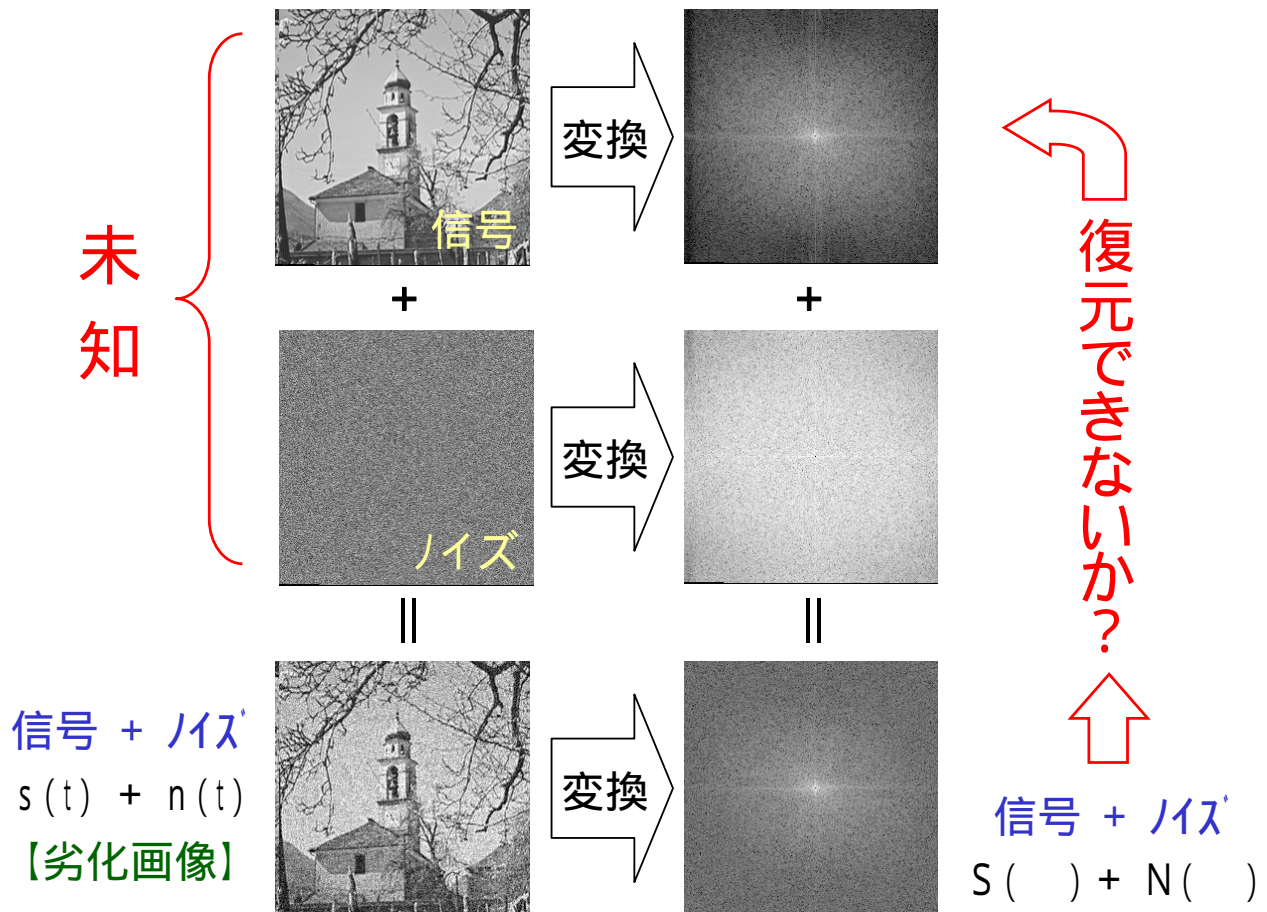 変換
信号
未知
+
+
復元できないか？
変換
ノイズ
||
||
信号 + ﾉｲｽﾞ
s(t) + n(t)
【劣化画像】
変換
信号 + ﾉｲｽﾞ
S( ) + N( )